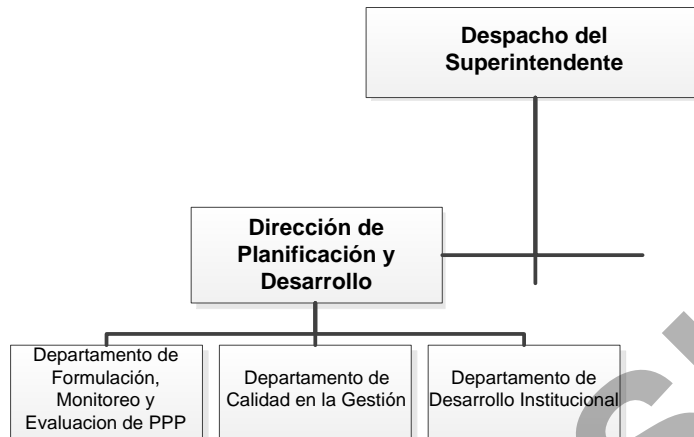 Despacho del
Superintendente
Dirección de
Planificación y
Desarrollo
Departamento de
Formulación,
Monitoreo y
Evaluacion de PPP
Departamento de
Calidad en la Gestión
Departamento de
Desarrollo Institucional